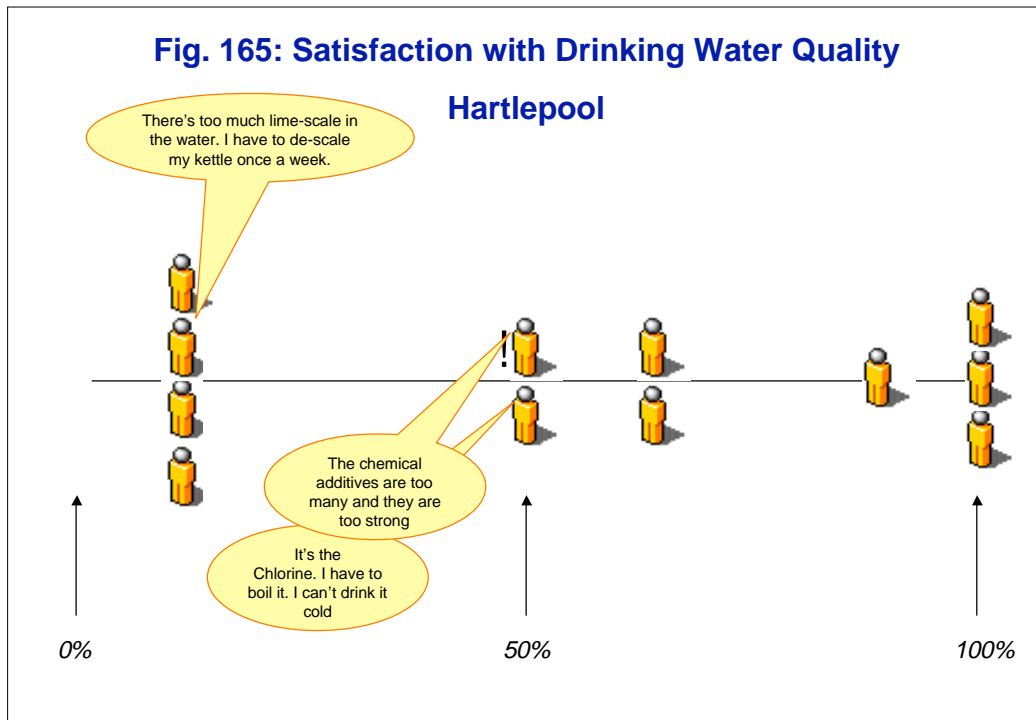 Fig. 165: Satisfaction with Drinking Water Quality
Hartlepool
There's too much lime-scale in
the water. I have to de-scale
my kettle once a week.
!
The chemical
additives are too
many and they are
too strong
It's the
Chlorine. I have to
boil it. I can't drink it
cold
0%
50%
100%